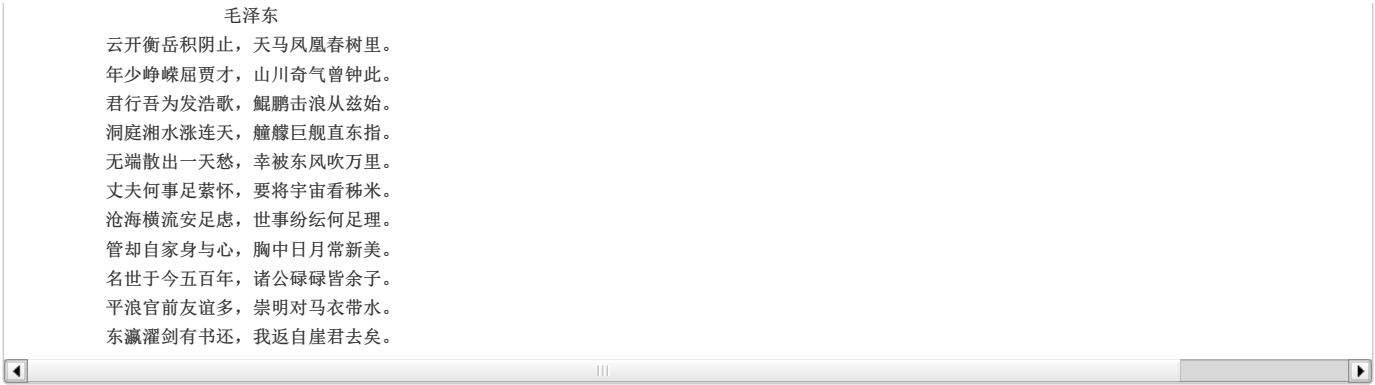 毛泽东
云开衡岳积阴止，天马凤凰春树里。
年少峥嵘屈贾才，山川奇气曾钟此。
君行吾为发浩歌，鲲鹏击浪从兹始。
洞庭湘水涨连天，艟艨巨舰直东指。
无端散出一天愁，幸被东风吹万里。
丈夫何事足萦怀，要将宇宙看稊米。
沧海横流安足虑，世事纷纭何足理。
管却自家身与心，胸中日月常新美。
名世于今五百年，诸公碌碌皆余子。
平浪宫前友谊多，崇明对马衣带水。
东瀛濯剑有书还，我返自崖君去矣。